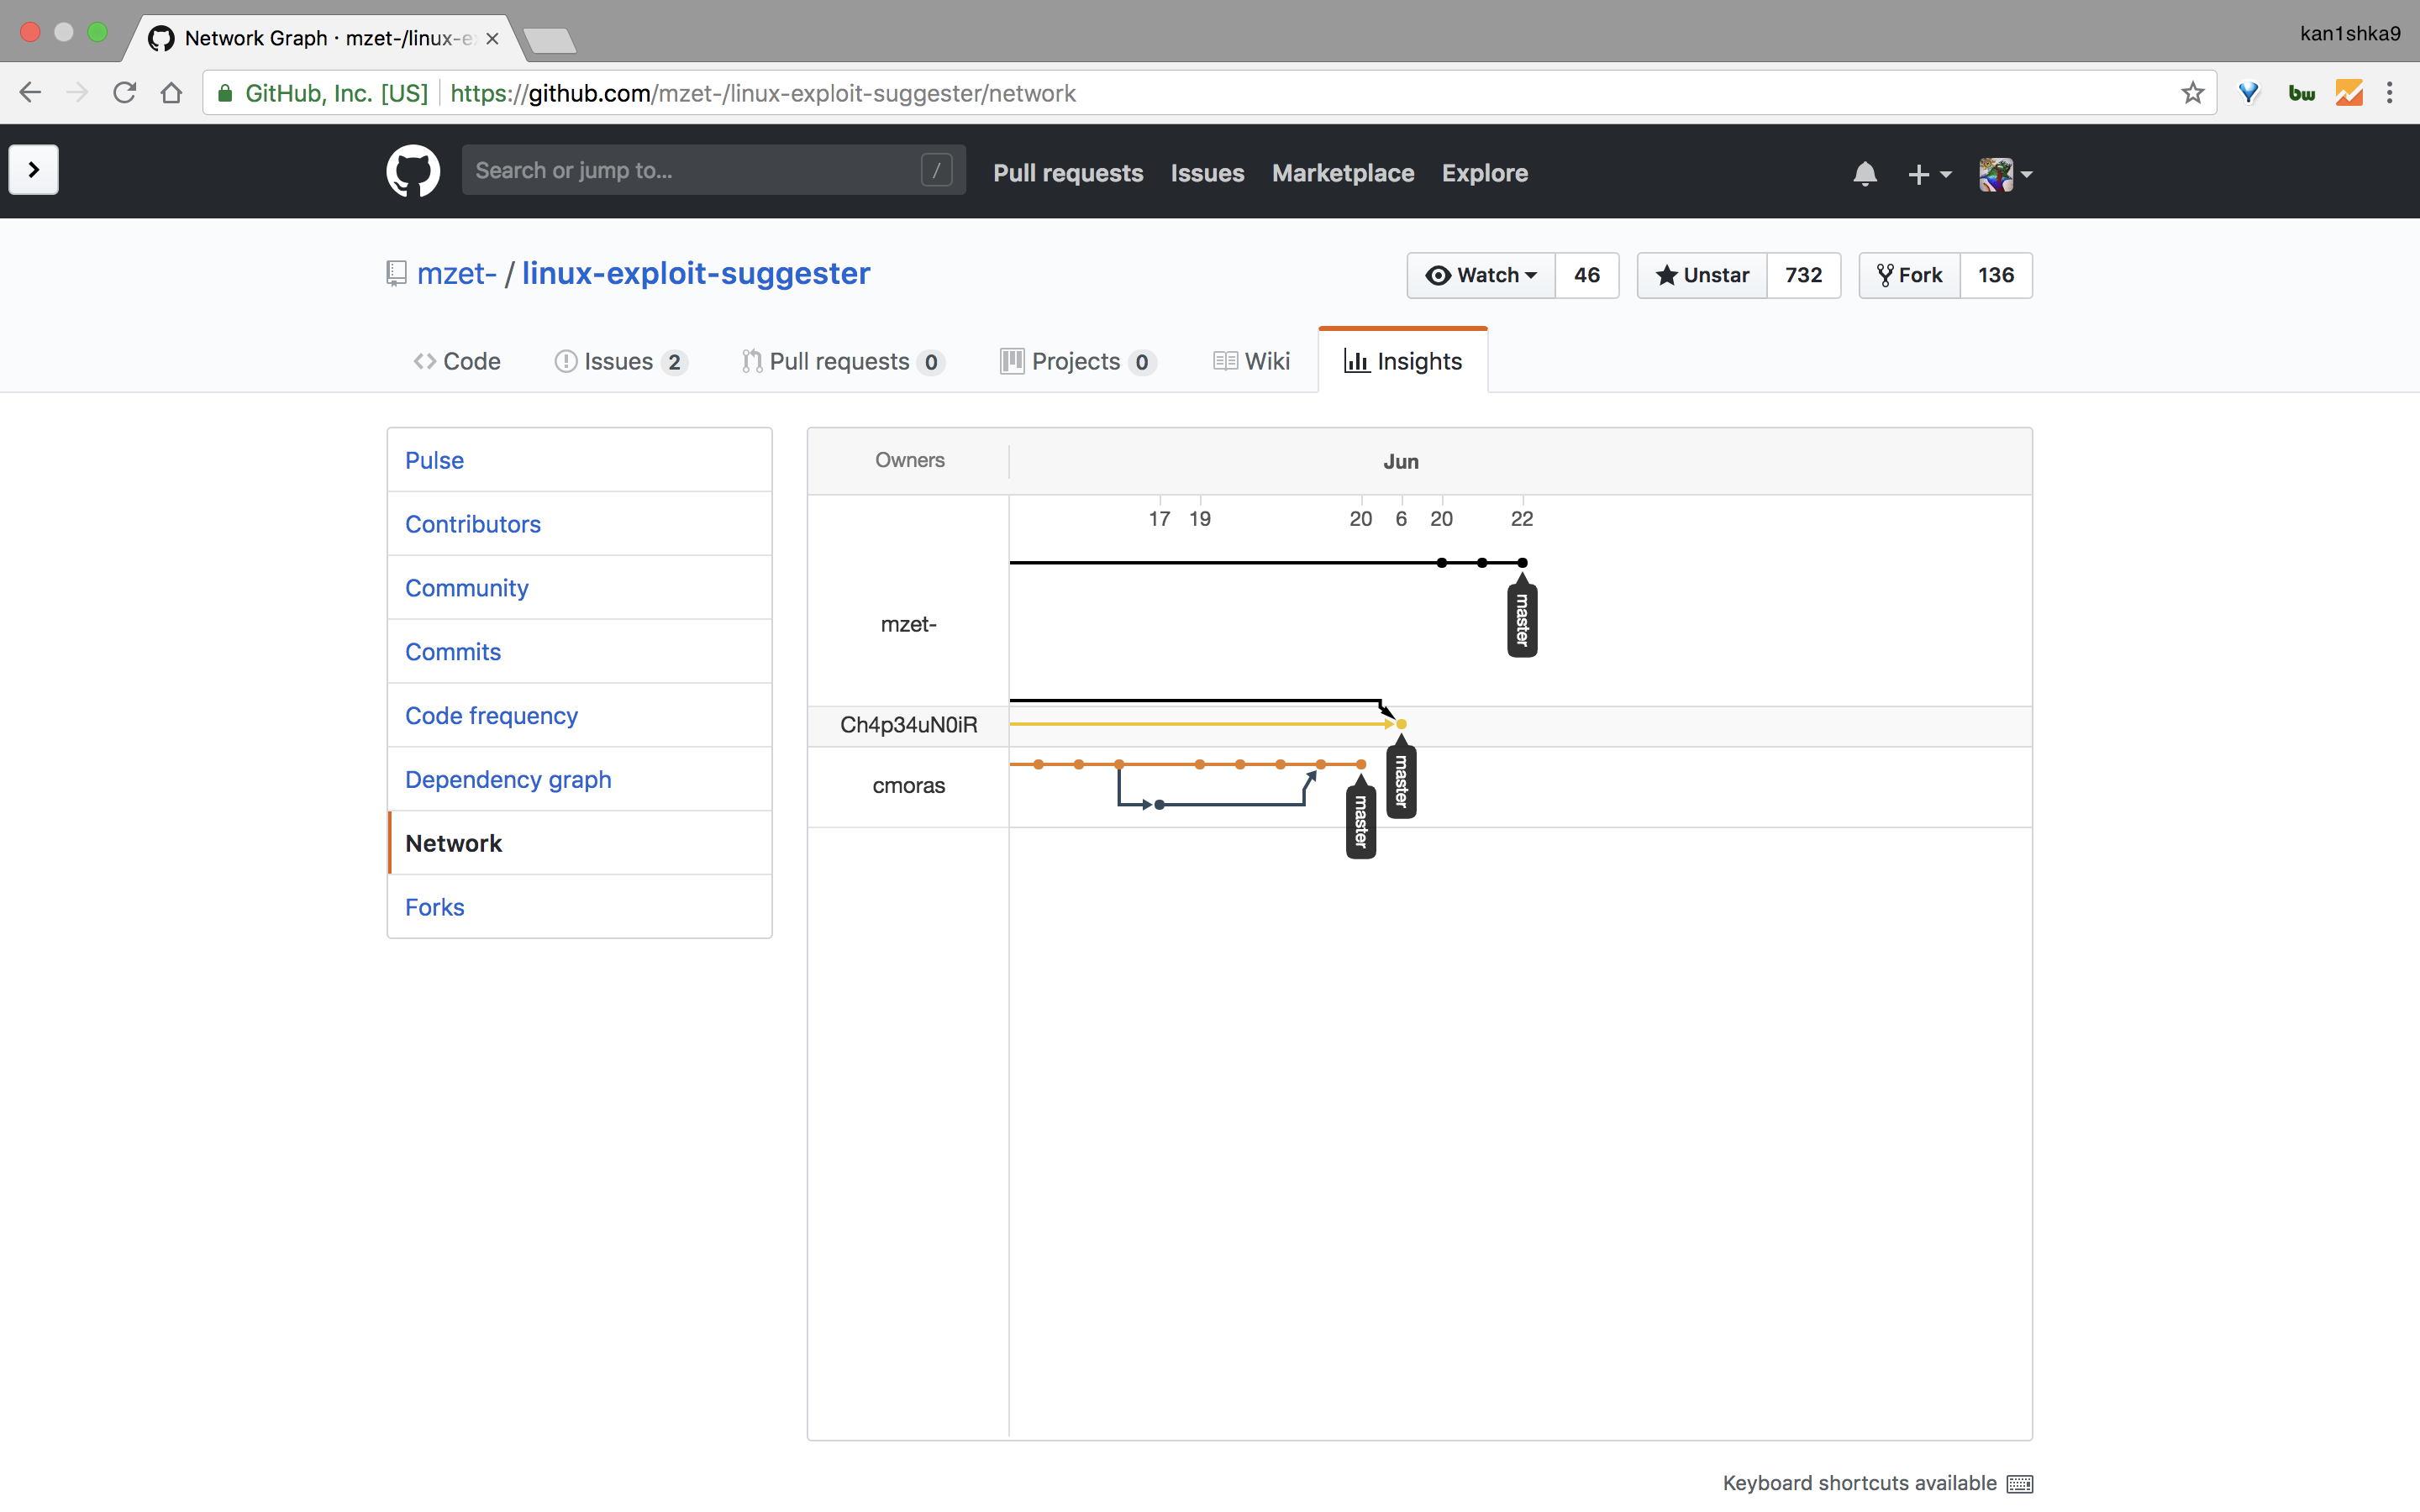 Network Graph · mzet-/linux-e
kan1shka9
GitHub, Inc. [US] https://github.com/mzet-/linux-exploit-suggester/network
bw
Search or jump to... /
Pull requests Issues Marketplace Explore
mzet- / linux-exploit-suggester
Watch 46 Unstar 732 Fork 136
Code Issues 2 Pull requests 0 Projects 0 Wiki Insights
Pulse
Contributors
Community
Commits
Code frequency
Dependency graph
Network
Forks
Owners Jun
17 19 20 6 20 22
mzet-
master
Ch4p34uN0iR
master
cmoras
master
Keyboard shortcuts available